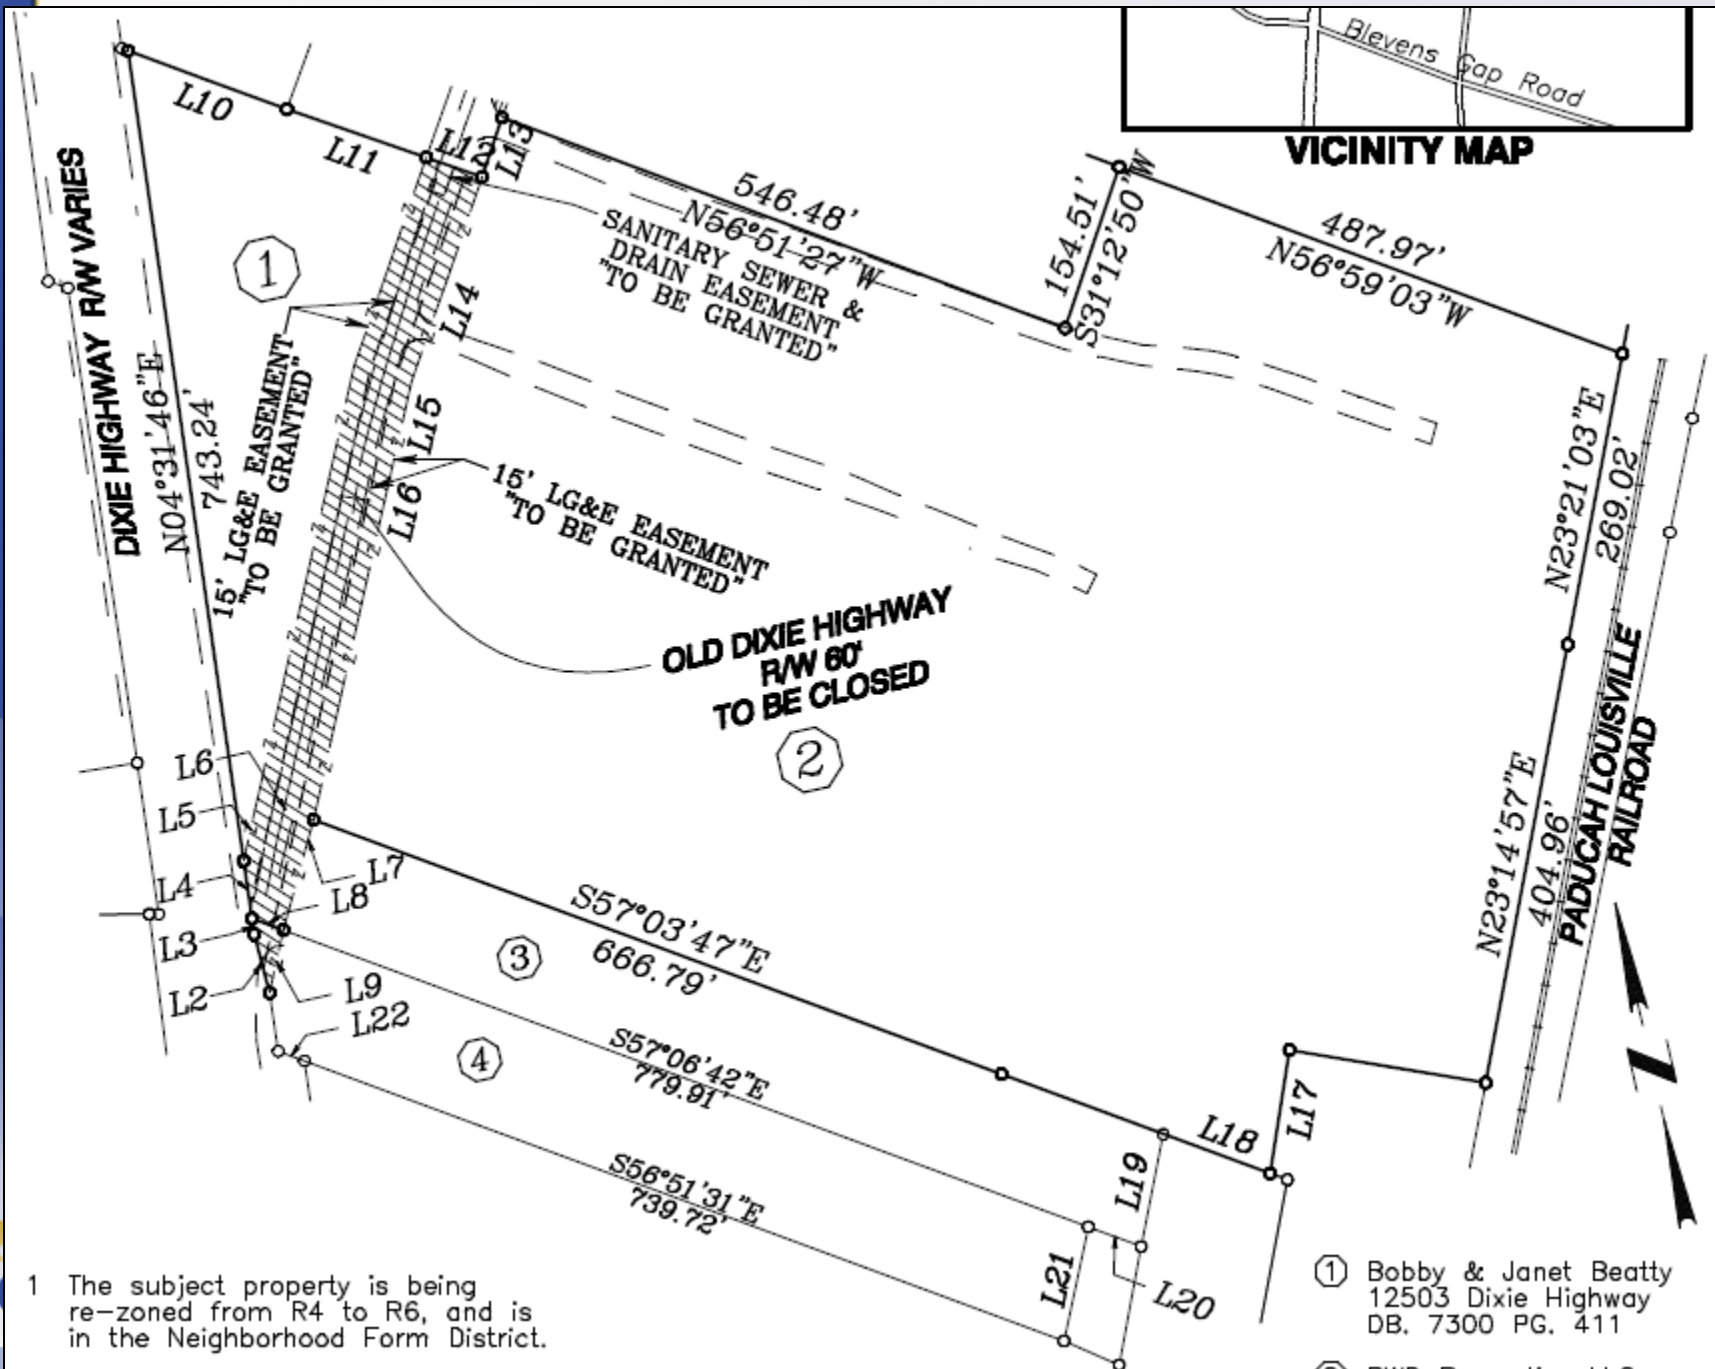 Blevens Gap Road
VICINITY MAP
L10
L11
L12
L13
546.48'
N56°51'27"W
154.51'
S31°12'50"W
487.97'
N56°59'03"W
SANITARY SEWER &
DRAIN EASEMENT
"TO BE GRANTED"
1
DIXIE HIGHWAY R/W VARIES
N04°31'46"E
743.24'
15' LG&E EASEMENT
"TO BE GRANTED"
L14
L15
L16
15' LG&E EASEMENT
"TO BE GRANTED"
OLD DIXIE HIGHWAY
R/W 60'
TO BE CLOSED
2
N23°21'03"E
269.02'
N23°14'57"E
404.96'
PADUCAH LOUISVILLE
RAILROAD
L6
L5
L4
L3
L2
L7
L8
L9
L22
S57°03'47"E
666.79'
3
S57°06'42"E
779.91'
4
S56°51'31"E
739.72'
L17
L18
L19
L20
L21
N
1 The subject property is being
re-zoned from R4 to R6, and is
in the Neighborhood Form District.
1 Bobby & Janet Beatty
12503 Dixie Highway
DB. 7300 PG. 411